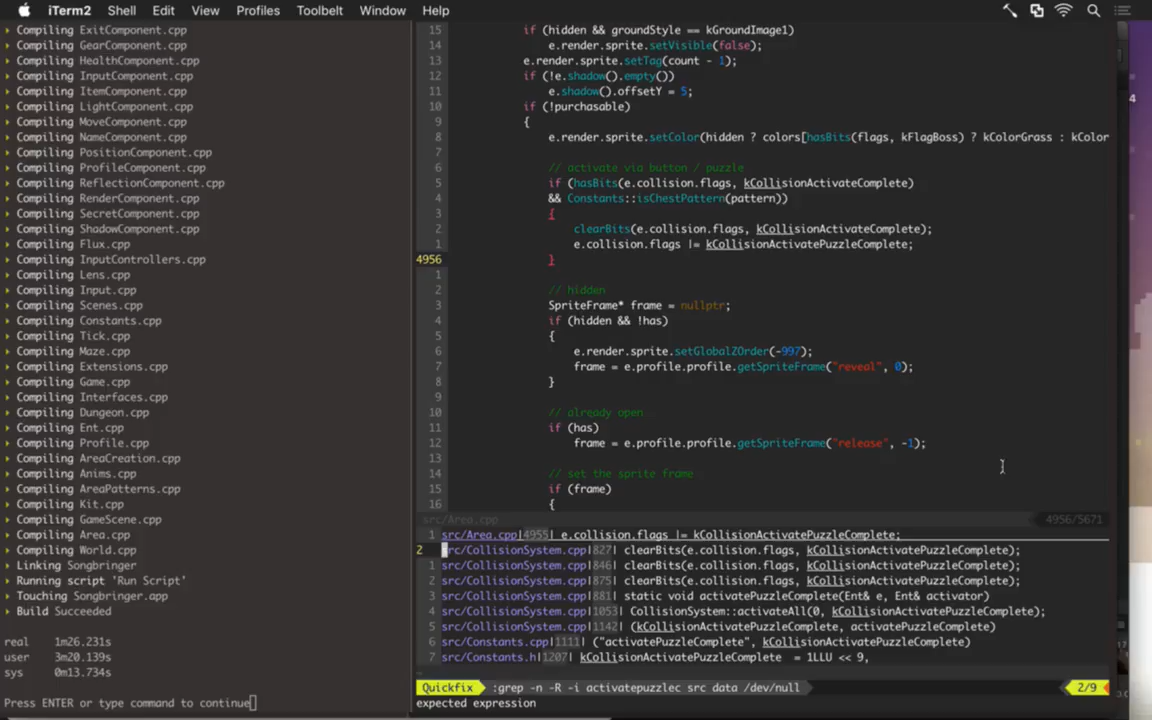 iTerm2 Shell Edit View Profiles Toolbelt Window Help
Compiling ExitComponent.cpp
Compiling GearComponent.cpp
Compiling HealthComponent.cpp
Compiling InputComponent.cpp
Compiling ItemComponent.cpp
Compiling LightComponent.cpp
Compiling MoveComponent.cpp
Compiling NameComponent.cpp
Compiling PositionComponent.cpp
Compiling ProfileComponent.cpp
Compiling ReflectionComponent.cpp
Compiling RenderComponent.cpp
Compiling SecretComponent.cpp
Compiling ShadowComponent.cpp
Compiling Flux.cpp
Compiling InputControllers.cpp
Compiling Lens.cpp
Compiling Input.cpp
Compiling Scenes.cpp
Compiling Constants.cpp
Compiling Tick.cpp
Compiling Maze.cpp
Compiling Extensions.cpp
Compiling Game.cpp
Compiling Interfaces.cpp
Compiling Dungeon.cpp
Compiling Ent.cpp
Compiling Profile.cpp
Compiling AreaCreation.cpp
Compiling Anims.cpp
Compiling AreaPatterns.cpp
Compiling Kit.cpp
Compiling GameScene.cpp
Compiling Area.cpp
Compiling World.cpp
Linking Songbringer
Running script 'Run Script'
Touching Songbringer.app
Build Succeeded
real 1m26.231s
user 3m20.139s
sys 0m13.734s
Press ENTER or type command to continue
15 if (hidden && groundStyle == kGroundImage1)
14 e.render.sprite.setVisible(false);
13 e.render.sprite.setTag(count - 1);
12 if (!e.shadow().empty())
11 e.shadow().offsetY = 5;
10 if (!purchasable)
9 {
8 e.render.sprite.setColor(hidden ? colors[hasBits(flags, kFlagBoss) ? kColorGrass : kColor
7
6 // activate via button / puzzle
5 if (hasBits(e.collision.flags, kCollisionActivateComplete)
4 && Constants::isChestPattern(pattern))
3 {
2 clearBits(e.collision.flags, kCollisionActivateComplete);
1 e.collision.flags |= kCollisionActivatePuzzleComplete;
4956 }
1
2 // hidden
3 SpriteFrame* frame = nullptr;
4 if (hidden && !has)
5 {
6 e.render.sprite.setGlobalZOrder(-997);
7 frame = e.profile.profile.getSpriteFrame("reveal", 0);
8 }
9
10 // already open
11 if (has)
12 frame = e.profile.profile.getSpriteFrame("release", -1);
13
14 // set the sprite frame
15 if (frame)
16 {
src/Area.cpp 4956/5671
1 src/Area.cpp|4955| e.collision.flags |= kCollisionActivatePuzzleComplete;
2 src/CollisionSystem.cpp|827| clearBits(e.collision.flags, kCollisionActivatePuzzleComplete);
1 src/CollisionSystem.cpp|846| clearBits(e.collision.flags, kCollisionActivatePuzzleComplete);
2 src/CollisionSystem.cpp|875| clearBits(e.collision.flags, kCollisionActivatePuzzleComplete);
3 src/CollisionSystem.cpp|881| static void activatePuzzleComplete(Ent& e, Ent& activator)
4 src/CollisionSystem.cpp|1053| CollisionSystem::activateAll(0, kCollisionActivatePuzzleComplete);
5 src/CollisionSystem.cpp|1142| (kCollisionActivatePuzzleComplete, activatePuzzleComplete)
6 src/Constants.cpp|1111| ("activatePuzzleComplete", kCollisionActivatePuzzleComplete)
7 src/Constants.h|1207| kCollisionActivatePuzzleComplete = 1LLU << 9,
Quickfix :grep -n -R -i activatepuzzlec src data /dev/null 2/9
expected expression
4